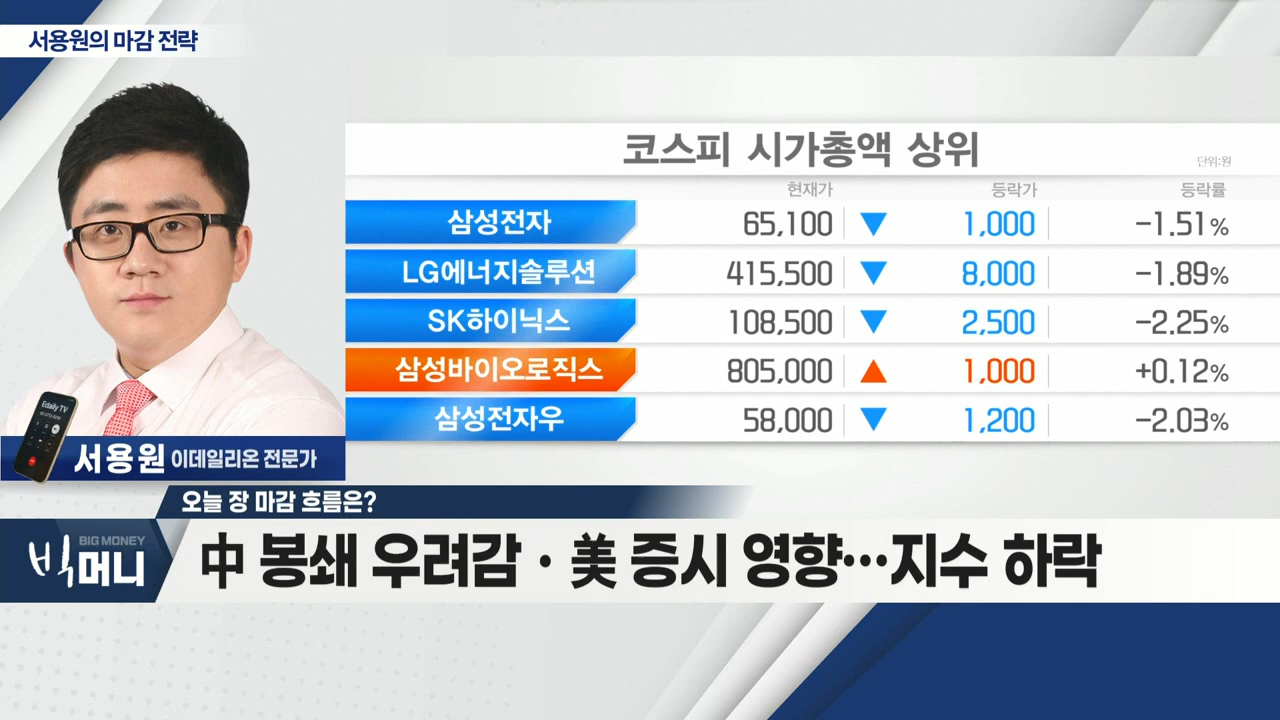 서용원의 마감 전략
코스피 시가총액 상위
단위:원
현재가 등락가 등락률
삼성전자 65,100 ▼ 1,000 −1.51%
LG에너지솔루션 415,500 ▼ 8,000 −1.89%
SK하이닉스 108,500 ▼ 2,500 −2.25%
삼성바이오로직스 805,000 ▲ 1,000 +0.12%
삼성전자우 58,000 ▼ 1,200 −2.03%
Edaily TV
서용원 이데일리온 전문가
오늘 장 마감 흐름은?
BIG MONEY
빅머니
中 봉쇄 우려감 · 美 증시 영향…지수 하락